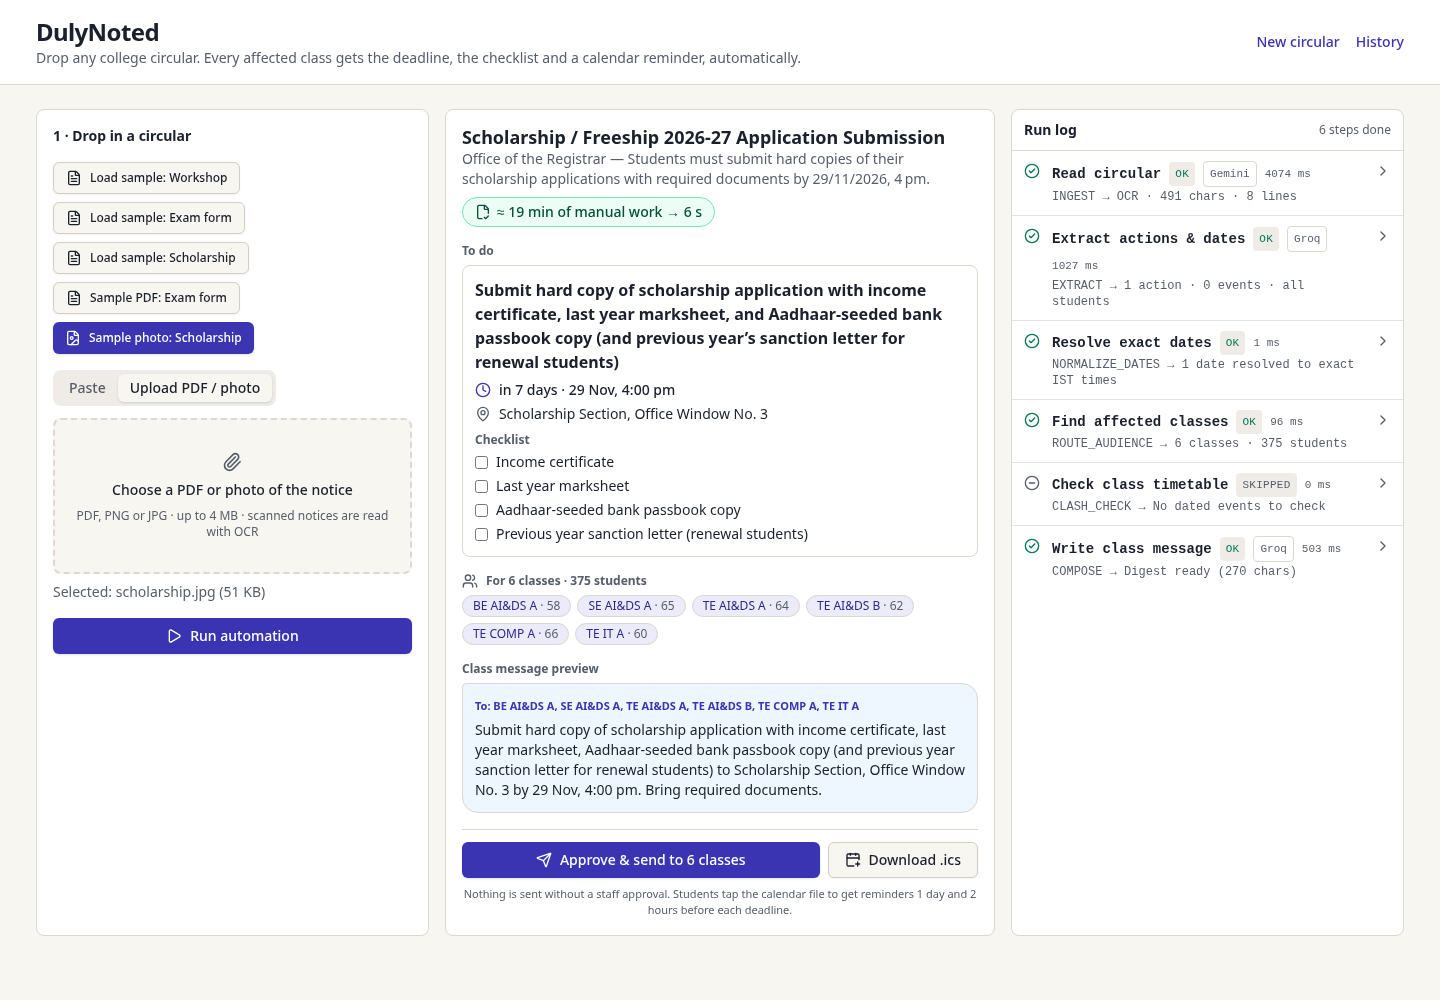 DulyNoted
Drop any college circular. Every affected class gets the deadline, the checklist and a calendar reminder, automatically.
New circular
History
1 · Drop in a circular
Load sample: Workshop
Load sample: Exam form
Load sample: Scholarship
Sample PDF: Exam form
Sample photo: Scholarship
Paste
Upload PDF / photo
Choose a PDF or photo of the notice
PDF, PNG or JPG · up to 4 MB · scanned notices are read
with OCR
Selected: scholarship.jpg (51 KB)
Run automation
Scholarship / Freeship 2026-27 Application Submission
Office of the Registrar — Students must submit hard copies of their
scholarship applications with required documents by 29/11/2026, 4 pm.
≈ 19 min of manual work → 6 s
To do
Submit hard copy of scholarship application with income
certificate, last year marksheet, and Aadhaar-seeded bank
passbook copy (and previous year’s sanction letter for
renewal students)
in 7 days · 29 Nov, 4:00 pm
Scholarship Section, Office Window No. 3
Checklist
Income certificate
Last year marksheet
Aadhaar-seeded bank passbook copy
Previous year sanction letter (renewal students)
For 6 classes · 375 students
BE AI&DS A · 58
SE AI&DS A · 65
TE AI&DS A · 64
TE AI&DS B · 62
TE COMP A · 66
TE IT A · 60
Class message preview
To: BE AI&DS A, SE AI&DS A, TE AI&DS A, TE AI&DS B, TE COMP A, TE IT A
Submit hard copy of scholarship application with income certificate, last
year marksheet, Aadhaar-seeded bank passbook copy (and previous year
sanction letter for renewal students) to Scholarship Section, Office Window
No. 3 by 29 Nov, 4:00 pm. Bring required documents.
Approve & send to 6 classes
Download .ics
Nothing is sent without a staff approval. Students tap the calendar file to get reminders 1 day and 2
hours before each deadline.
Run log
6 steps done
Read circular OK Gemini 4074 ms
INGEST → OCR · 491 chars · 8 lines
Extract actions & dates OK Groq
1027 ms
EXTRACT → 1 action · 0 events · all
students
Resolve exact dates OK 1 ms
NORMALIZE_DATES → 1 date resolved to exact
IST times
Find affected classes OK 96 ms
ROUTE_AUDIENCE → 6 classes · 375 students
Check class timetable SKIPPED 0 ms
CLASH_CHECK → No dated events to check
Write class message OK Groq 503 ms
COMPOSE → Digest ready (270 chars)